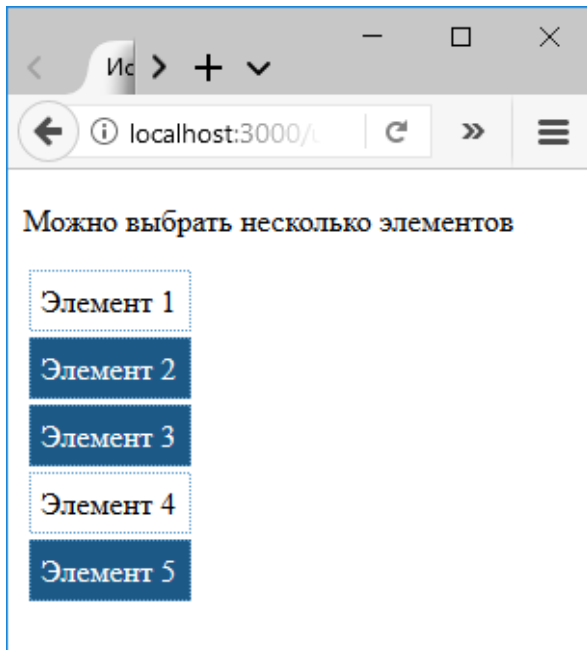 Ис
localhost:3000/
Можно выбрать несколько элементов
Элемент 1
Элемент 2
Элемент 3
Элемент 4
Элемент 5